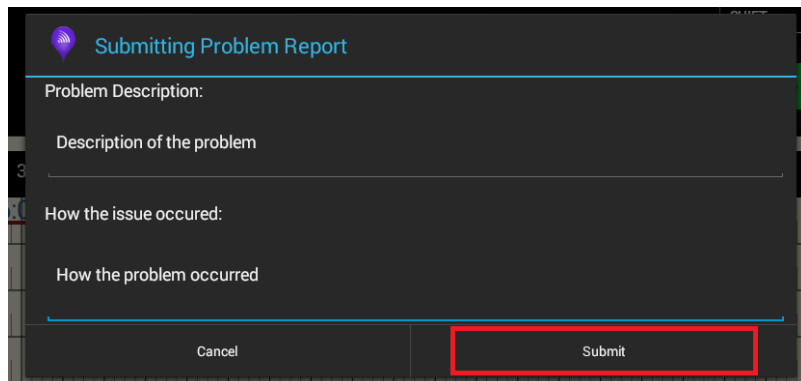 Submitting Problem Report
Problem Description:
Description of the problem
3
How the issue occured:
How the problem occurred
Cancel Submit